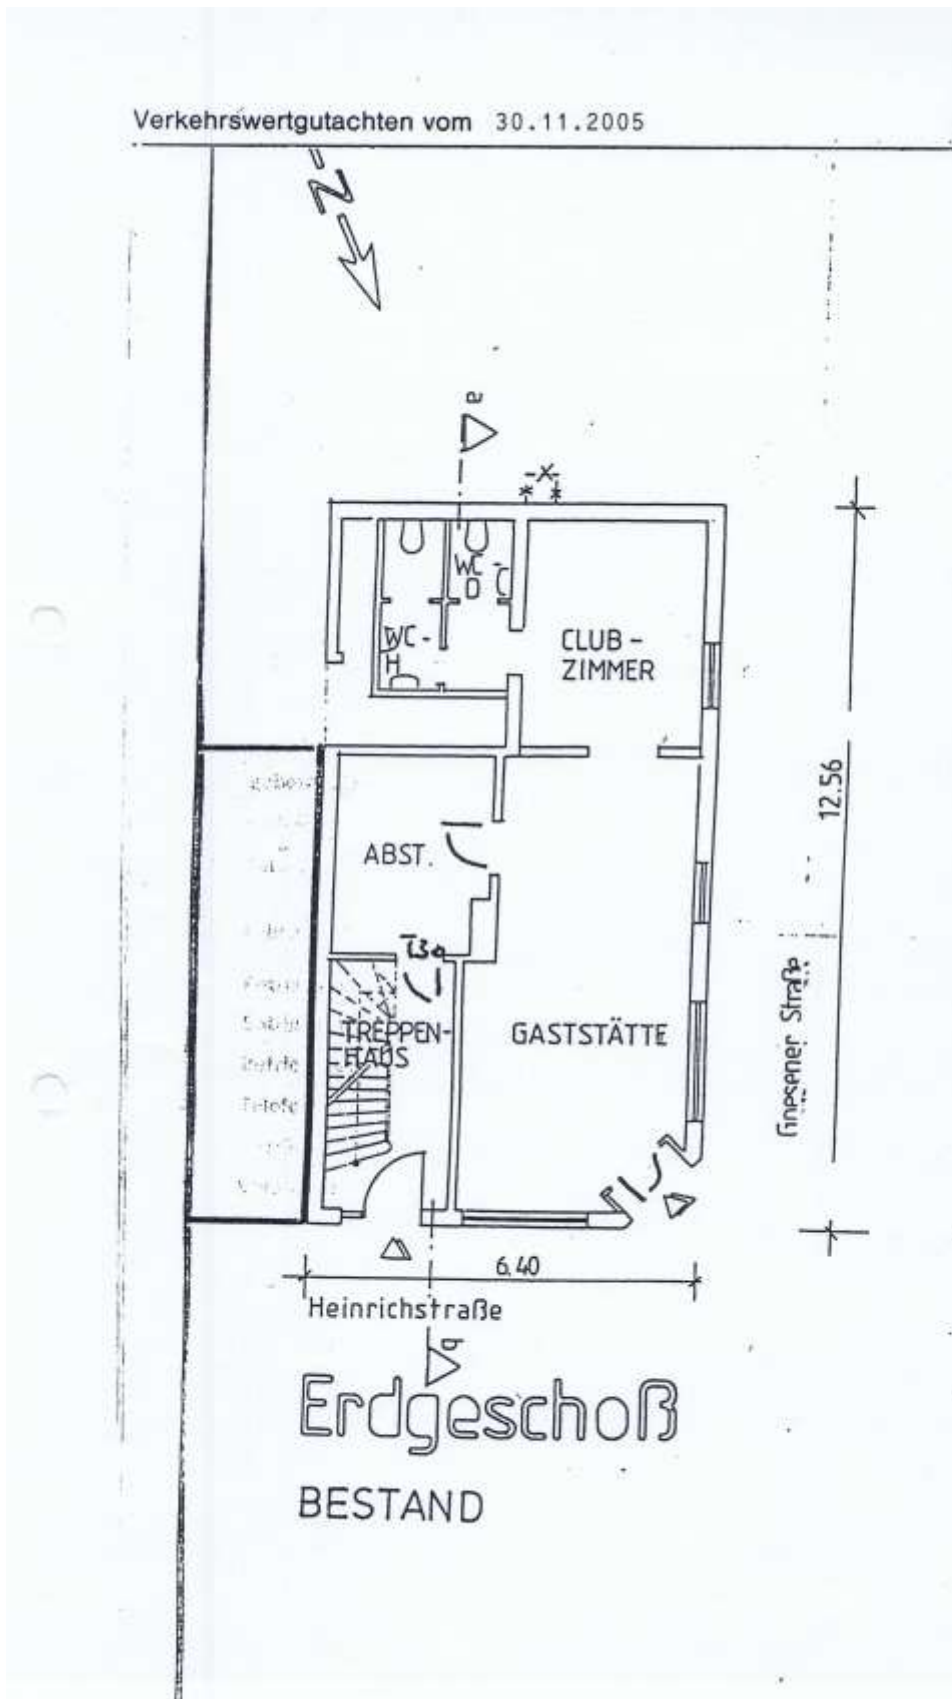 Verkehrswertgutachten vom 30.11.2005
N
a
-X-
WC-
D
WC-
H
CLUB-
ZIMMER
12.56
ABST.
T30
TREPPEN-
HAUS
GASTSTÄTTE
Straße
6.40
Heinrichstraße
b
Erdgeschoß
BESTAND